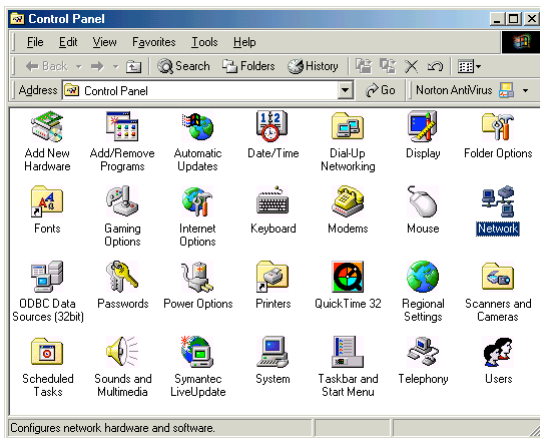 Control Panel
File Edit View Favorites Tools Help
Back Search Folders History
Address Control Panel Go Norton AntiVirus
Add New Hardware
Add/Remove Programs
Automatic Updates
Date/Time
Dial-Up Networking
Display
Folder Options
Fonts
Gaming Options
Internet Options
Keyboard
Modems
Mouse
Network
ODBC Data Sources (32bit)
Passwords
Power Options
Printers
QuickTime 32
Regional Settings
Scanners and Cameras
Scheduled Tasks
Sounds and Multimedia
Symantec LiveUpdate
System
Taskbar and Start Menu
Telephony
Users
Configures network hardware and software.